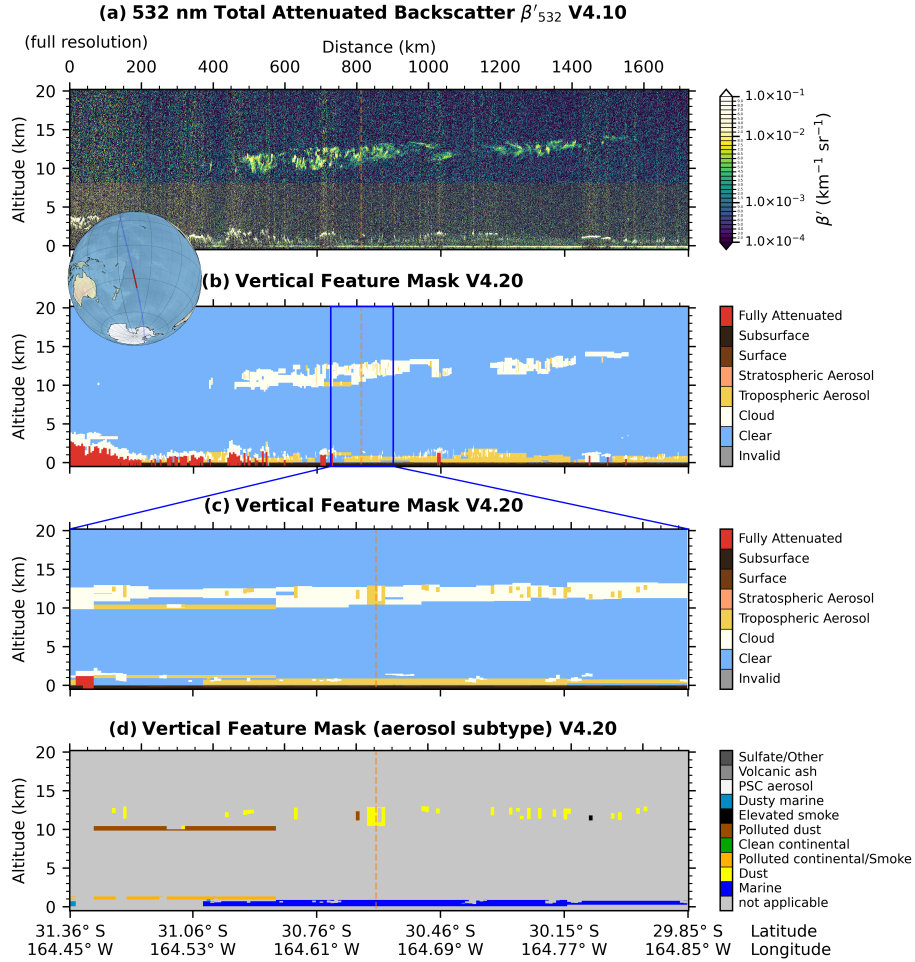 (a) 532 nm Total Attenuated Backscatter β′532 V4.10
(full resolution)
Distance (km)
0 200 400 600 800 1000 1200 1400 1600
20
15
10
5
0
Altitude (km)
1.0×10⁻¹
1.0×10⁻²
1.0×10⁻³
1.0×10⁻⁴
β′ (km⁻¹ sr⁻¹)
(b) Vertical Feature Mask V4.20
20
15
10
5
0
Altitude (km)
Fully Attenuated
Subsurface
Surface
Stratospheric Aerosol
Tropospheric Aerosol
Cloud
Clear
Invalid
(c) Vertical Feature Mask V4.20
20
15
10
5
0
Altitude (km)
Fully Attenuated
Subsurface
Surface
Stratospheric Aerosol
Tropospheric Aerosol
Cloud
Clear
Invalid
(d) Vertical Feature Mask (aerosol subtype) V4.20
20
15
10
5
0
Altitude (km)
Sulfate/Other
Volcanic ash
PSC aerosol
Dusty marine
Elevated smoke
Polluted dust
Clean continental
Polluted continental/Smoke
Dust
Marine
not applicable
31.36° S 31.06° S 30.76° S 30.46° S 30.15° S 29.85° S Latitude
164.45° W 164.53° W 164.61° W 164.69° W 164.77° W 164.85° W Longitude